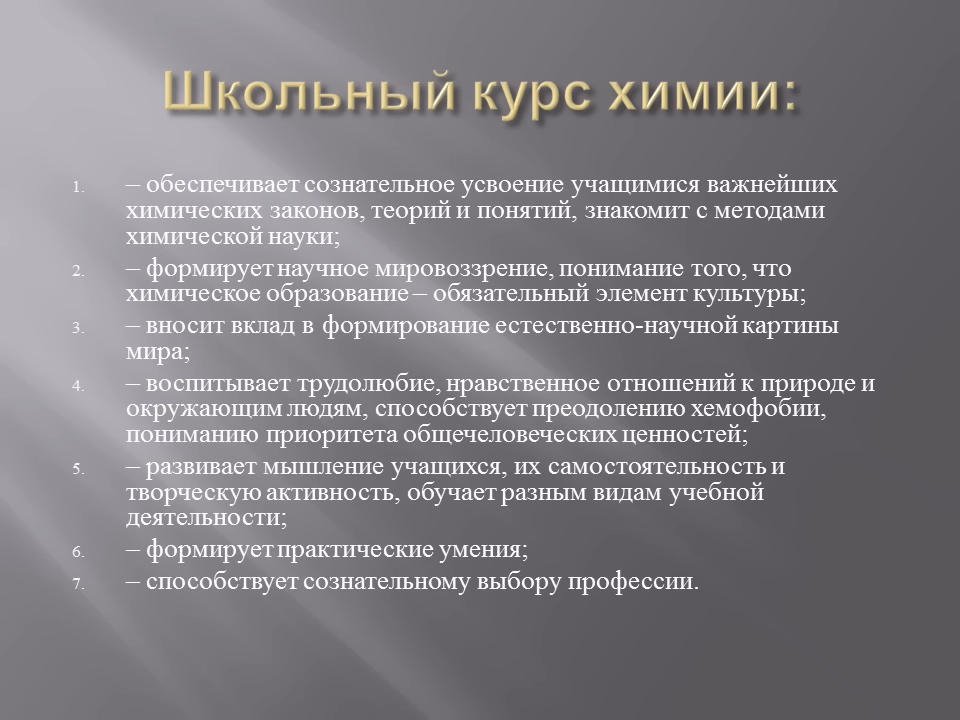 Школьный курс химии:
1. – обеспечивает сознательное усвоение учащимися важнейших
химических законов, теорий и понятий, знакомит с методами
химической науки;
2. – формирует научное мировоззрение, понимание того, что
химическое образование – обязательный элемент культуры;
3. – вносит вклад в формирование естественно-научной картины
мира;
4. – воспитывает трудолюбие, нравственное отношений к природе и
окружающим людям, способствует преодолению хемофобии,
пониманию приоритета общечеловеческих ценностей;
5. – развивает мышление учащихся, их самостоятельность и
творческую активность, обучает разным видам учебной
деятельности;
6. – формирует практические умения;
7. – способствует сознательному выбору профессии.